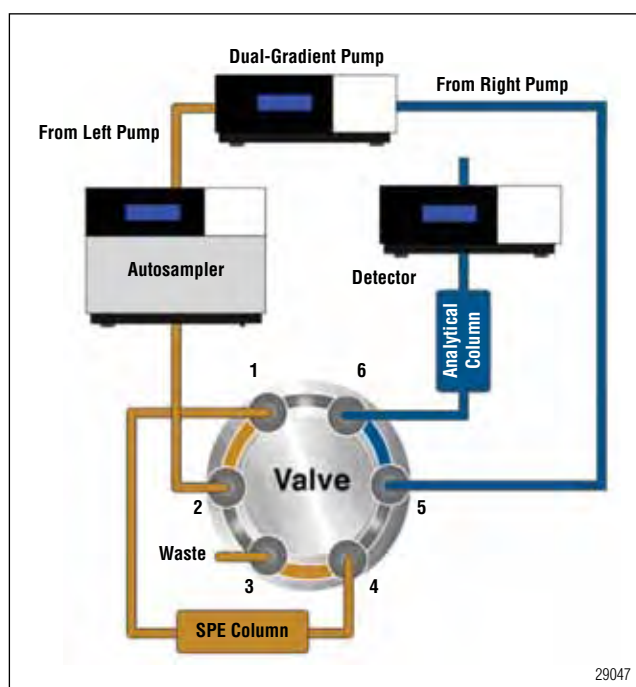 Dual-Gradient Pump
From Right Pump
From Left Pump
Autosampler
Detector
Analytical
Column
1
6
Valve
2
5
Waste
3
4
SPE Column
29047